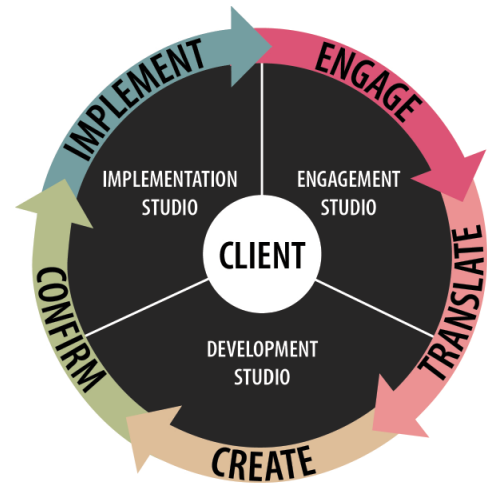 IMPLEMENT
ENGAGE
IMPLEMENTATION
STUDIO
ENGAGEMENT
STUDIO
CLIENT
TRANSLATE
CONFIRM
DEVELOPMENT
STUDIO
CREATE